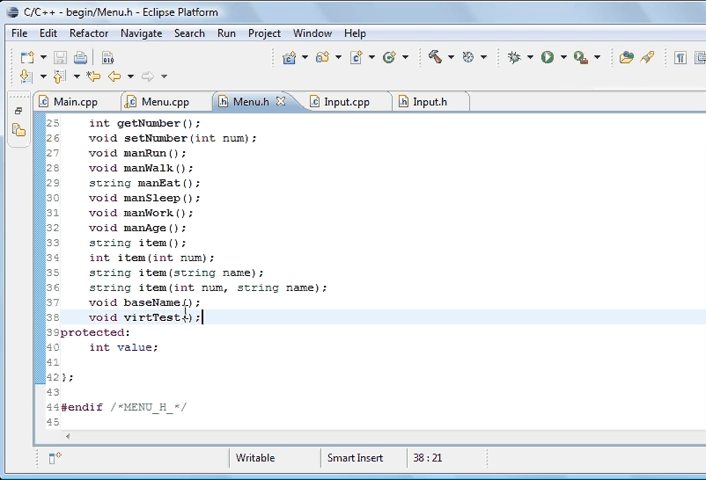 C/C++ - begin/Menu.h - Eclipse Platform
File Edit Refactor Navigate Search Run Project Window Help
Main.cpp Menu.cpp Menu.h Input.cpp Input.h
25 int getNumber();
26 void setNumber(int num);
27 void manRun();
28 void manWalk();
29 string manEat();
30 void manSleep();
31 void manWork();
32 void manAge();
33 string item();
34 int item(int num);
35 string item(string name);
36 string item(int num, string name);
37 void baseName();
38 void virtTest();
39 protected:
40 int value;
41
42 };
43
44 #endif /*MENU_H_*/
45
Writable Smart Insert 38 : 21